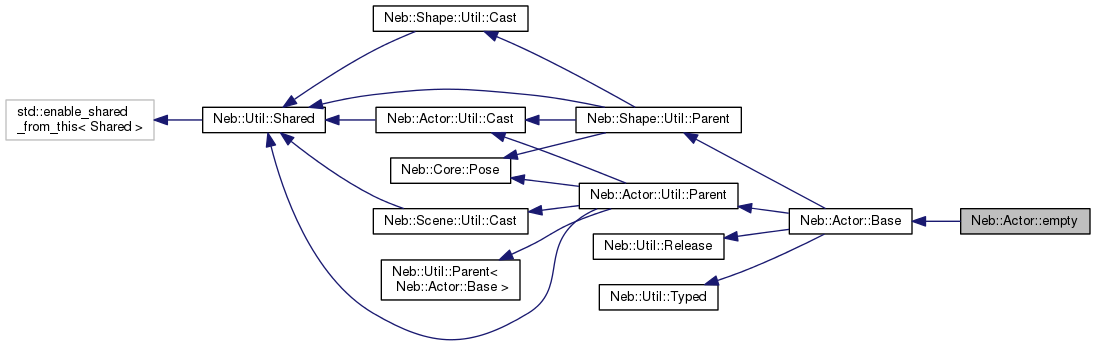 Neb::Shape::Util::Cast
std::enable_shared
_from_this< Shared >
Neb::Util::Shared
Neb::Actor::Util::Cast
Neb::Shape::Util::Parent
Neb::Core::Pose
Neb::Actor::Util::Parent
Neb::Scene::Util::Cast
Neb::Actor::Base
Neb::Actor::empty
Neb::Util::Release
Neb::Util::Parent<
Neb::Actor::Base >
Neb::Util::Typed